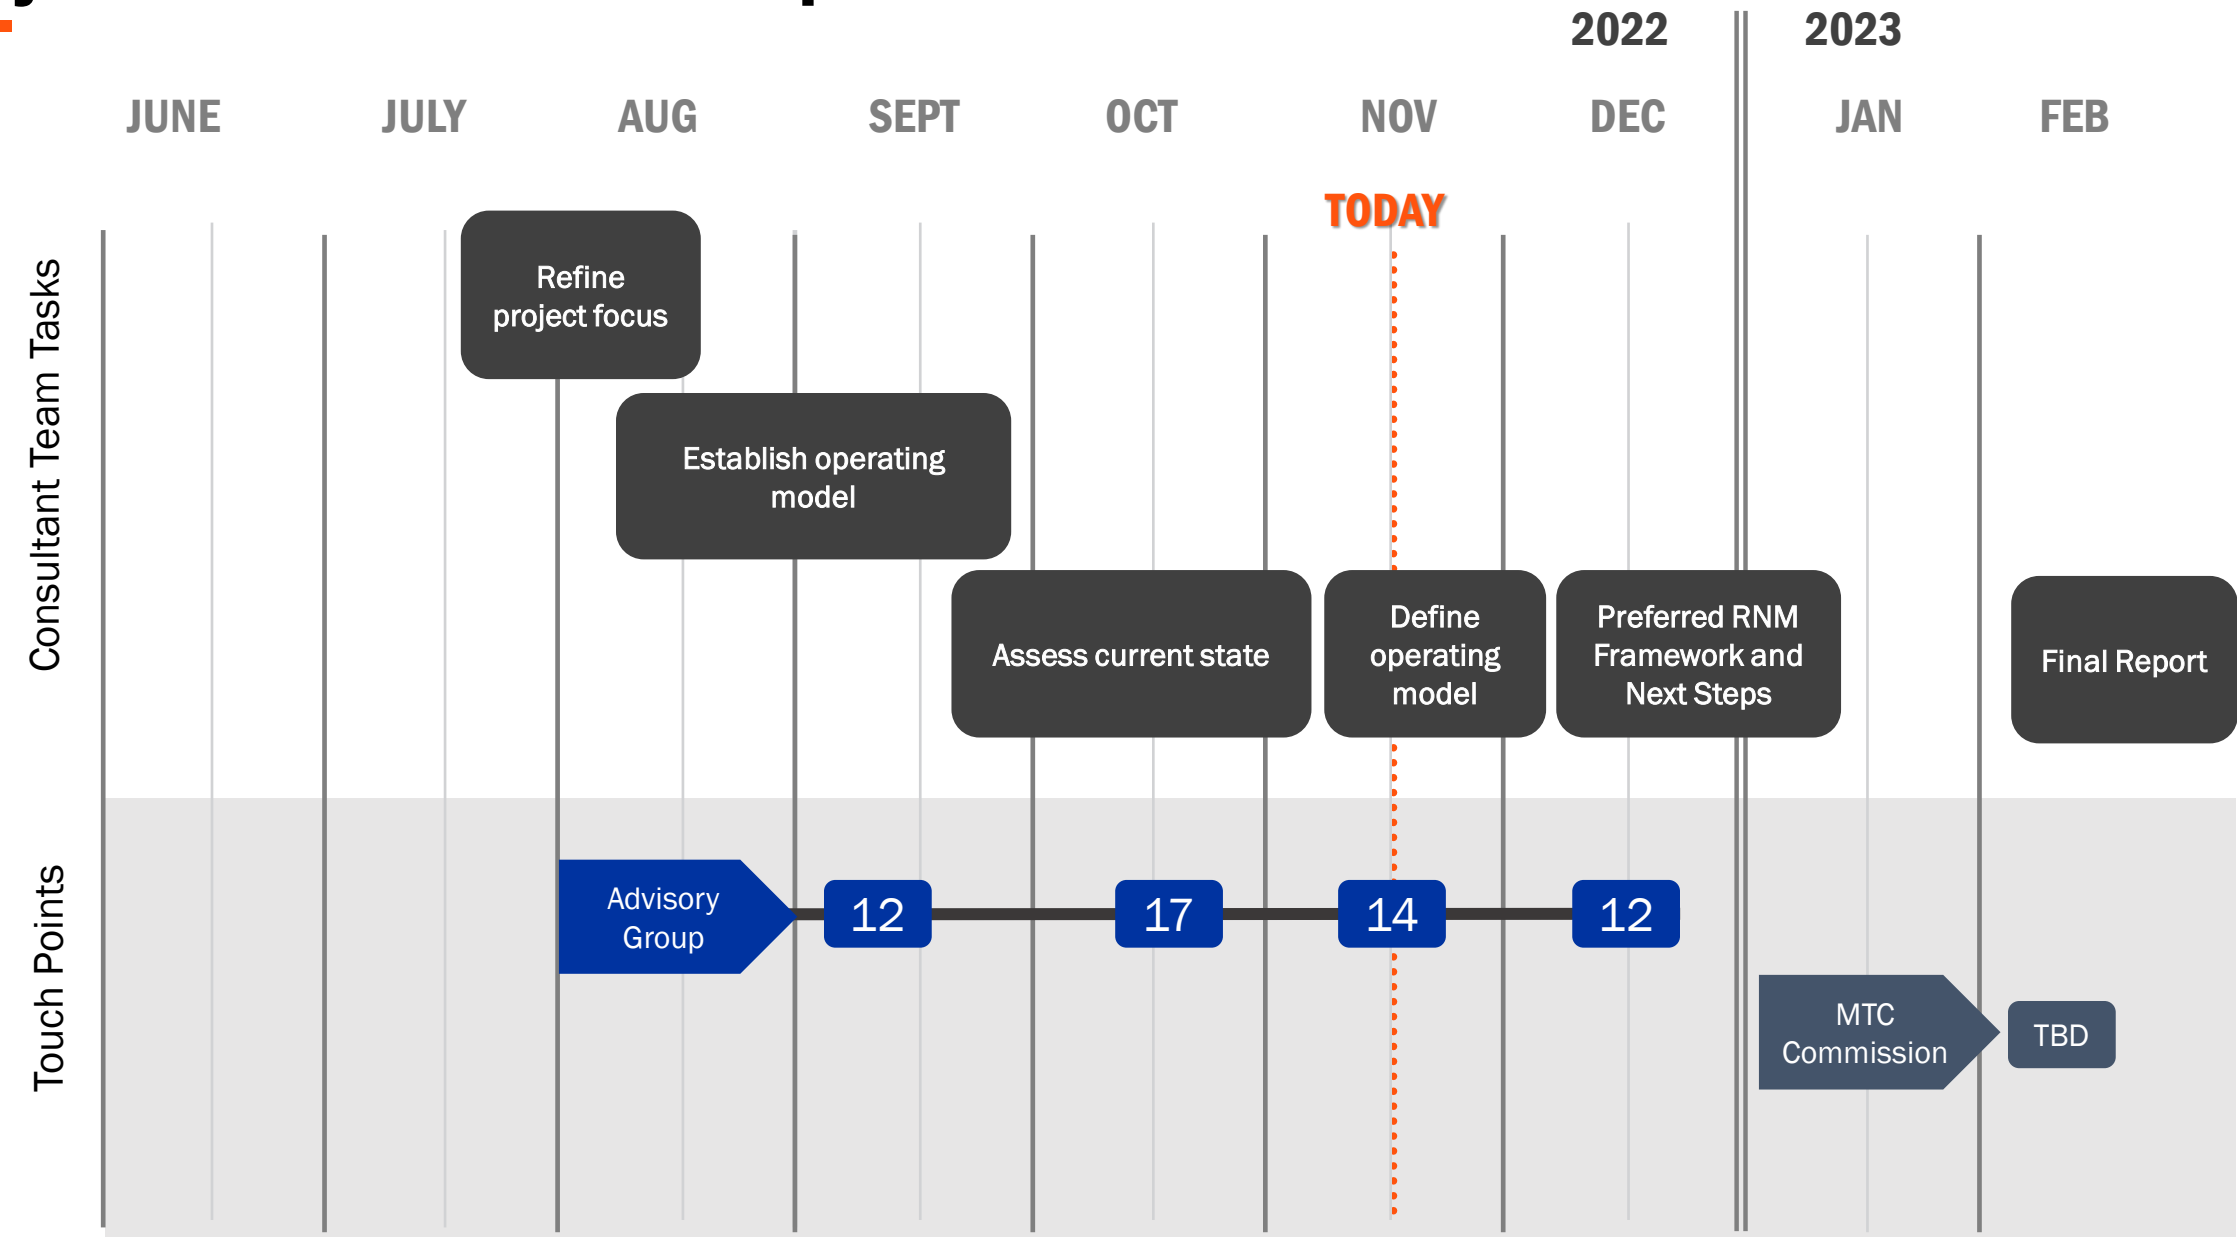 2022 2023
JUNE JULY AUG SEPT OCT NOV DEC JAN FEB
TODAY
Consultant Team Tasks
Refine
project focus
Establish operating
model
Assess current state
Define
operating
model
Preferred RNM
Framework and
Next Steps
Final Report
Touch Points
Advisory
Group
12 17 14 12
MTC
Commission
TBD